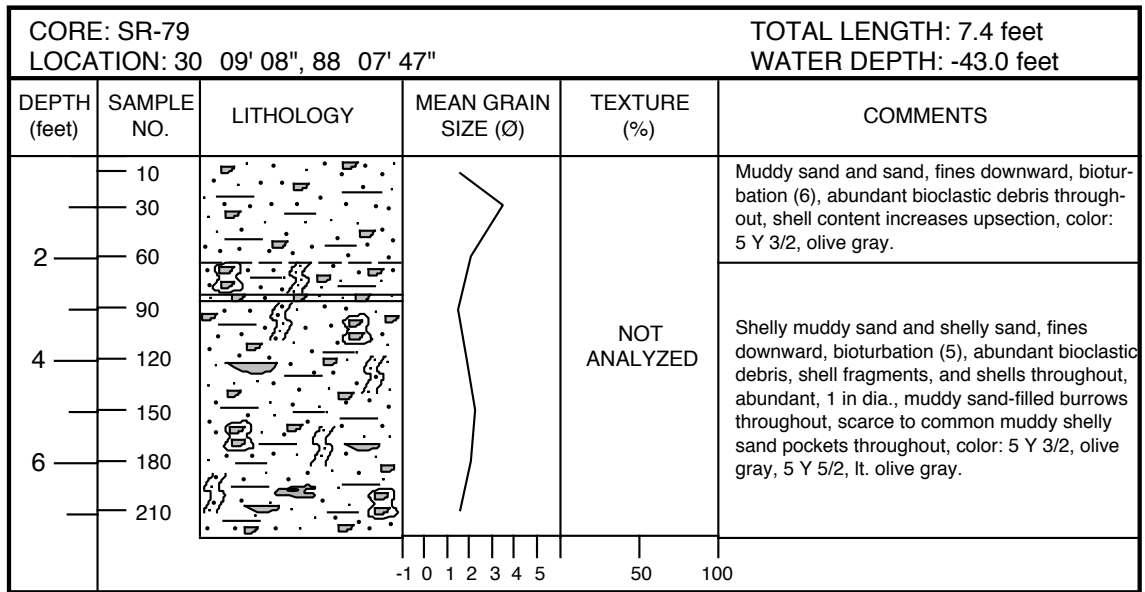 CORE: SR-79
TOTAL LENGTH: 7.4 feet
LOCATION: 30 09' 08", 88 07' 47"
WATER DEPTH: -43.0 feet
DEPTH
(feet)
SAMPLE
NO.
LITHOLOGY
MEAN GRAIN
SIZE (Ø)
TEXTURE
(%)
COMMENTS
10
30
2
60
90
4
120
150
6
180
210
NOT
ANALYZED
Muddy sand and sand, fines downward, biotur-
bation (6), abundant bioclastic debris through-
out, shell content increases upsection, color:
5 Y 3/2, olive gray.
Shelly muddy sand and shelly sand, fines
downward, bioturbation (5), abundant bioclastic
debris, shell fragments, and shells throughout,
abundant, 1 in dia., muddy sand-filled burrows
throughout, scarce to common muddy shelly
sand pockets throughout, color: 5 Y 3/2, olive
gray, 5 Y 5/2, lt. olive gray.
-1 0 1 2 3 4 5
50 100